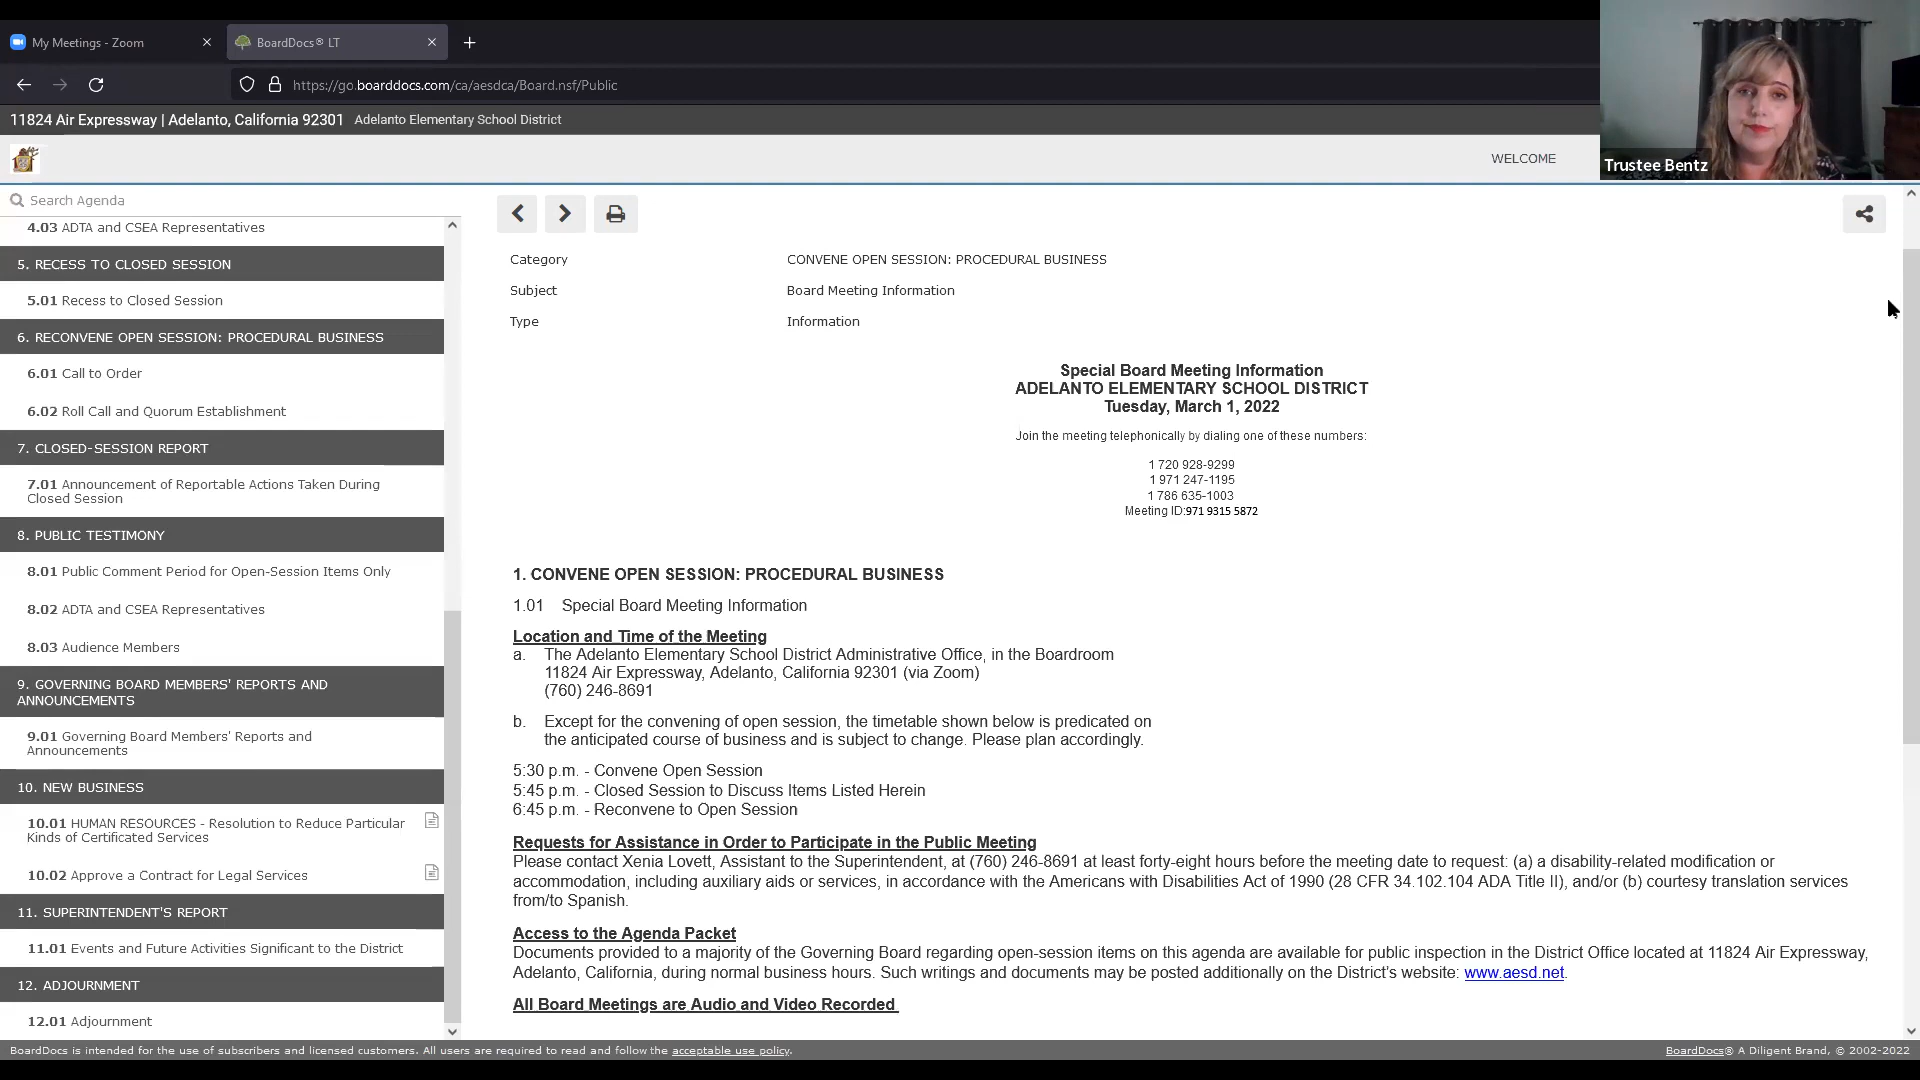 My Meetings - Zoom
BoardDocs® LT
https://go.boarddocs.com/ca/aesdca/Board.nsf/Public
11824 Air Expressway | Adelanto, California 92301 Adelanto Elementary School District
WELCOME
Trustee Bentz
Search Agenda
4.03 ADTA and CSEA Representatives
5. RECESS TO CLOSED SESSION
5.01 Recess to Closed Session
6. RECONVENE OPEN SESSION: PROCEDURAL BUSINESS
6.01 Call to Order
6.02 Roll Call and Quorum Establishment
7. CLOSED-SESSION REPORT
7.01 Announcement of Reportable Actions Taken During
Closed Session
8. PUBLIC TESTIMONY
8.01 Public Comment Period for Open-Session Items Only
8.02 ADTA and CSEA Representatives
8.03 Audience Members
9. GOVERNING BOARD MEMBERS' REPORTS AND
ANNOUNCEMENTS
9.01 Governing Board Members' Reports and
Announcements
10. NEW BUSINESS
10.01 HUMAN RESOURCES - Resolution to Reduce Particular
Kinds of Certificated Services
10.02 Approve a Contract for Legal Services
11. SUPERINTENDENT'S REPORT
11.01 Events and Future Activities Significant to the District
12. ADJOURNMENT
12.01 Adjournment
Category CONVENE OPEN SESSION: PROCEDURAL BUSINESS
Subject Board Meeting Information
Type Information
Special Board Meeting Information
ADELANTO ELEMENTARY SCHOOL DISTRICT
Tuesday, March 1, 2022
Join the meeting telephonically by dialing one of these numbers:
1 720 928-9299
1 971 247-1195
1 786 635-1003
Meeting ID:971 9315 5872
1. CONVENE OPEN SESSION: PROCEDURAL BUSINESS
1.01 Special Board Meeting Information
Location and Time of the Meeting
a. The Adelanto Elementary School District Administrative Office, in the Boardroom
11824 Air Expressway, Adelanto, California 92301 (via Zoom)
(760) 246-8691
b. Except for the convening of open session, the timetable shown below is predicated on
the anticipated course of business and is subject to change. Please plan accordingly.
5:30 p.m. - Convene Open Session
5:45 p.m. - Closed Session to Discuss Items Listed Herein
6:45 p.m. - Reconvene to Open Session
Requests for Assistance in Order to Participate in the Public Meeting
Please contact Xenia Lovett, Assistant to the Superintendent, at (760) 246-8691 at least forty-eight hours before the meeting date to request: (a) a disability-related modification or
accommodation, including auxiliary aids or services, in accordance with the Americans with Disabilities Act of 1990 (28 CFR 34.102.104 ADA Title II), and/or (b) courtesy translation services
from/to Spanish.
Access to the Agenda Packet
Documents provided to a majority of the Governing Board regarding open-session items on this agenda are available for public inspection in the District Office located at 11824 Air Expressway,
Adelanto, California, during normal business hours. Such writings and documents may be posted additionally on the District's website: www.aesd.net.
All Board Meetings are Audio and Video Recorded
BoardDocs is intended for the use of subscribers and licensed customers. All users are required to read and follow the acceptable use policy.
BoardDocs® A Diligent Brand, © 2002-2022